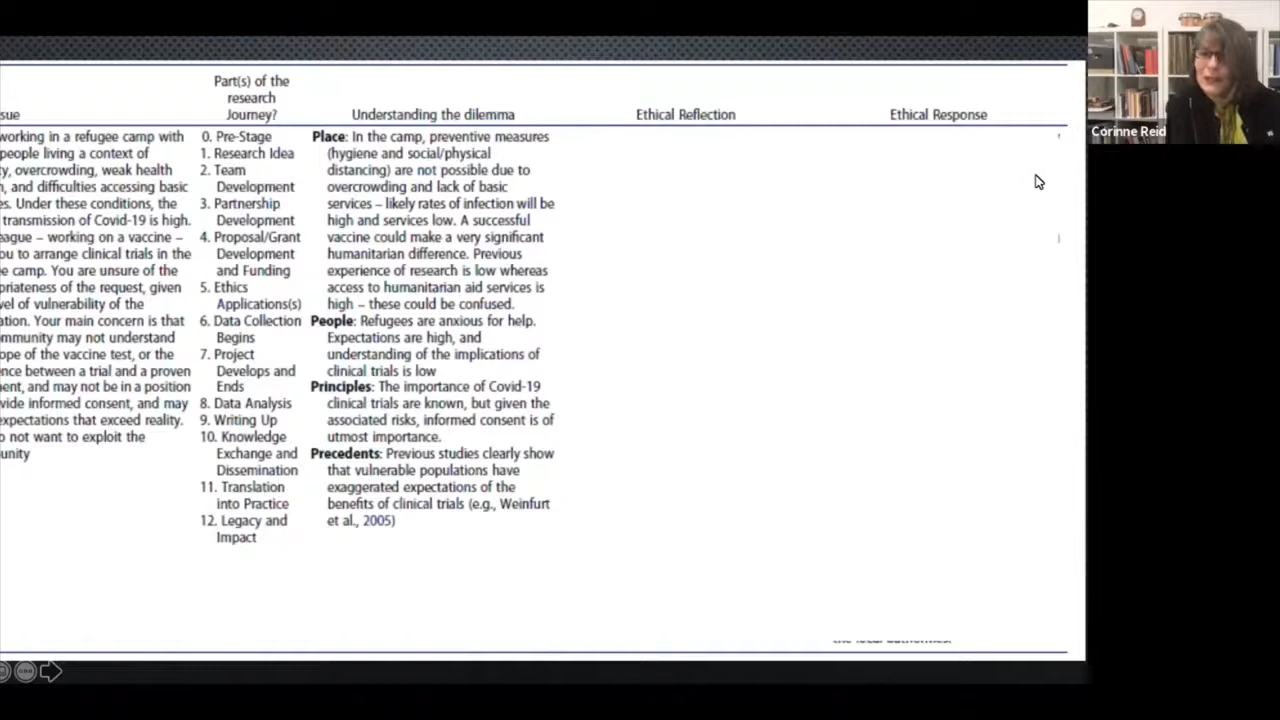 Part(s) of the
research
sue Journey? Understanding the dilemma Ethical Reflection Ethical Response
working in a refugee camp with
people living a context of
ty, overcrowding, weak health
n, and difficulties accessing basic
es. Under these conditions, the
transmission of Covid-19 is high.
eague – working on a vaccine –
ou to arrange clinical trials in the
e camp. You are unsure of the
opriateness of the request, given
vel of vulnerability of the
ation. Your main concern is that
mmunity may not understand
ope of the vaccine test, or the
nce between a trial and a proven
ent, and may not be in a position
vide informed consent, and may
expectations that exceed reality.
o not want to exploit the
unity
0. Pre-Stage
1. Research Idea
2. Team
Development
3. Partnership
Development
4. Proposal/Grant
Development
and Funding
5. Ethics
Applications(s)
6. Data Collection
Begins
7. Project
Develops and
Ends
8. Data Analysis
9. Writing Up
10. Knowledge
Exchange and
Dissemination
11. Translation
into Practice
12. Legacy and
Impact
Place: In the camp, preventive measures
(hygiene and social/physical
distancing) are not possible due to
overcrowding and lack of basic
services – likely rates of infection will be
high and services low. A successful
vaccine could make a very significant
humanitarian difference. Previous
experience of research is low whereas
access to humanitarian aid services is
high – these could be confused.
People: Refugees are anxious for help.
Expectations are high, and
understanding of the implications of
clinical trials is low
Principles: The importance of Covid-19
clinical trials are known, but given the
associated risks, informed consent is of
utmost importance.
Precedents: Previous studies clearly show
that vulnerable populations have
exaggerated expectations of the
benefits of clinical trials (e.g., Weinfurt
et al., 2005)
Corinne Reid